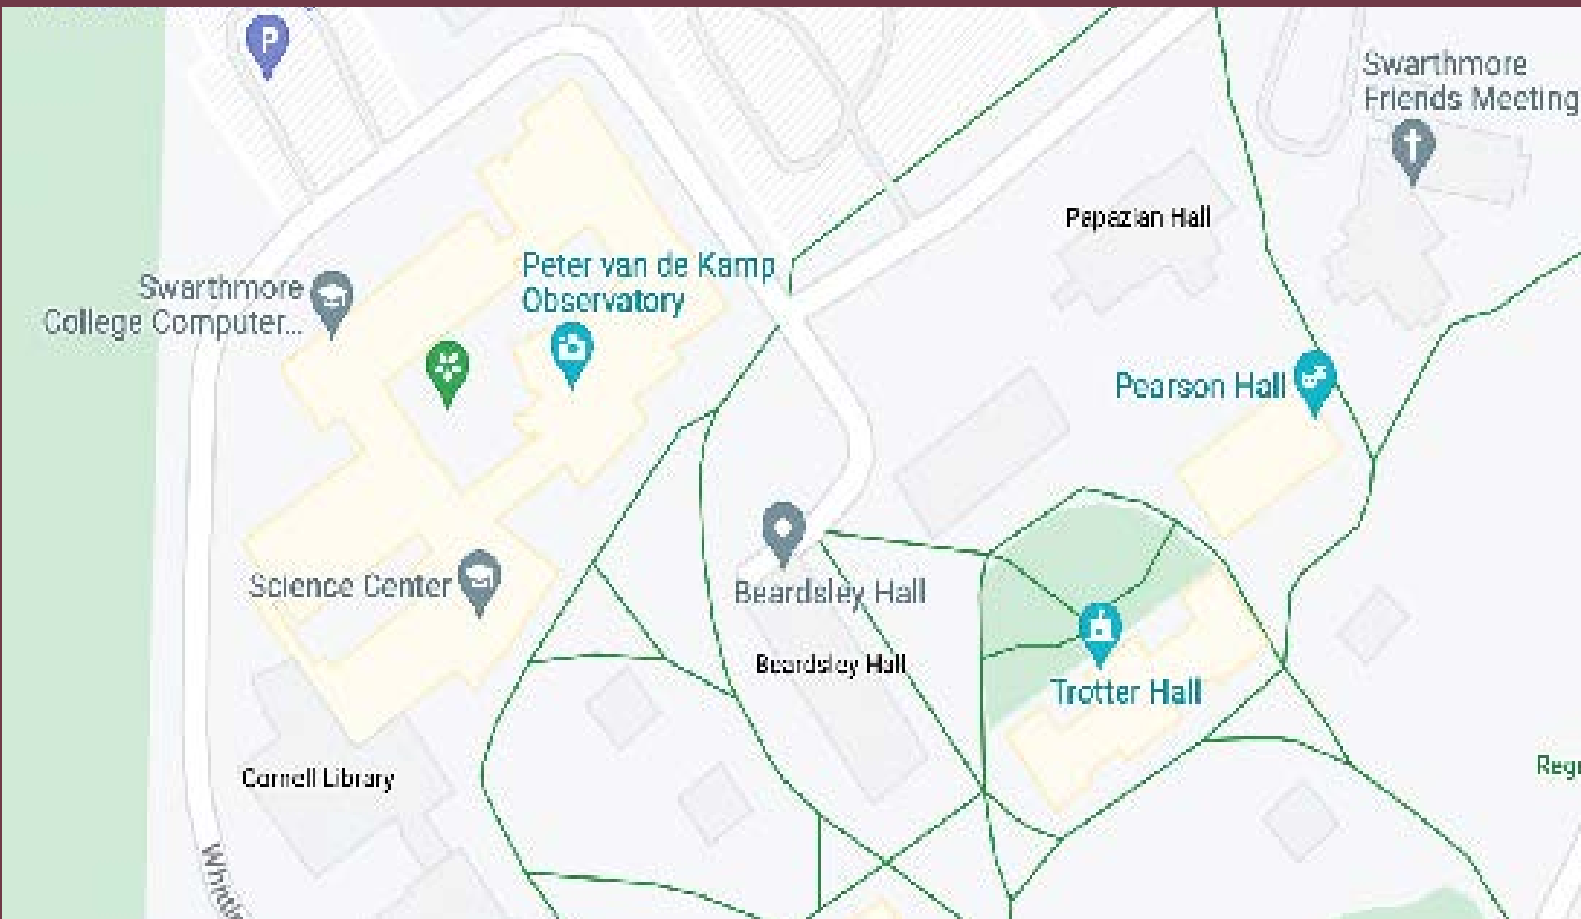 P
Swarthmore
Friends Meeting
Papazian Hall
Peter van de Kamp
Observatory
Swarthmore
College Computer...
Pearson Hall
Science Center
Beardsley Hall
Beardsley Hall
Trotter Hall
Cornell Library